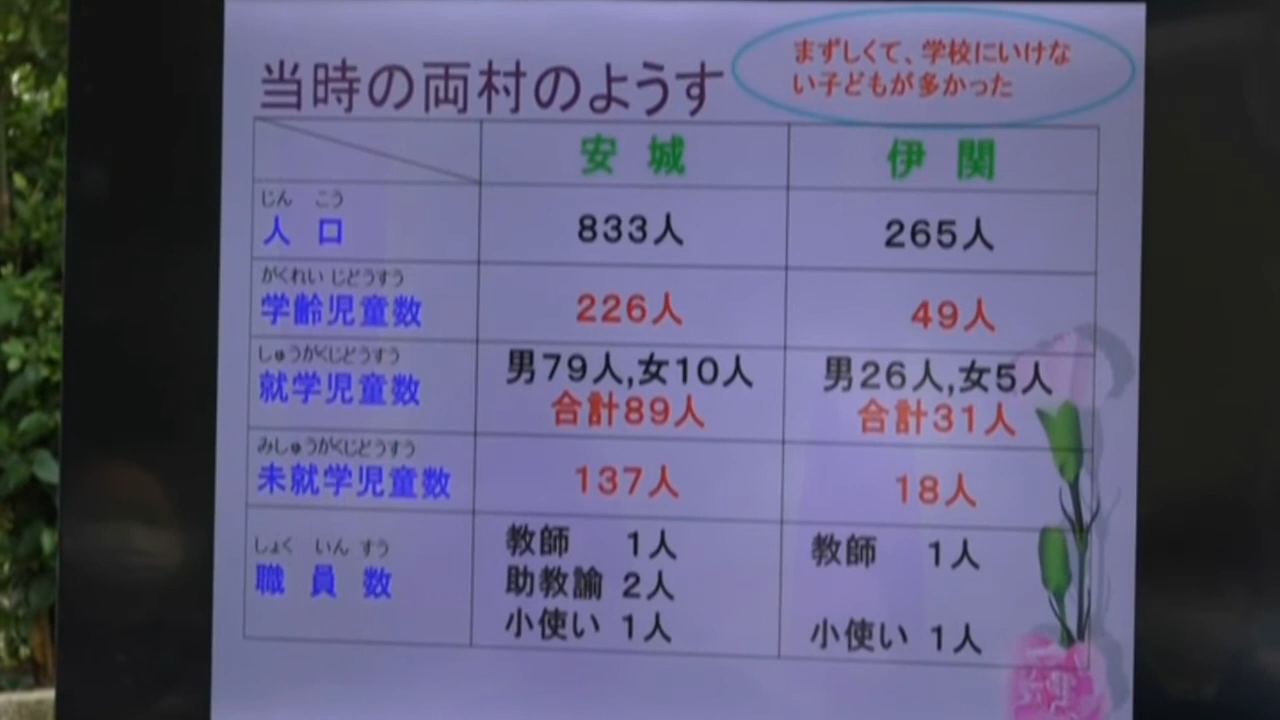 当時の両村のようす
まずしくて、学校にいけな
い子どもが多かった
安 城 伊 関
じん こう
人 口 833人 265人
がくれい じどうすう
学齢児童数 226人 49人
しゅうがくじどうすう
就学児童数 男79人,女10人 男26人,女5人
合計89人 合計31人
みしゅうがくじどうすう
未就学児童数 137人 18人
しょく いん すう
職 員 数
教師 1人 教師 1人
助教諭 2人
小使い 1人 小使い 1人